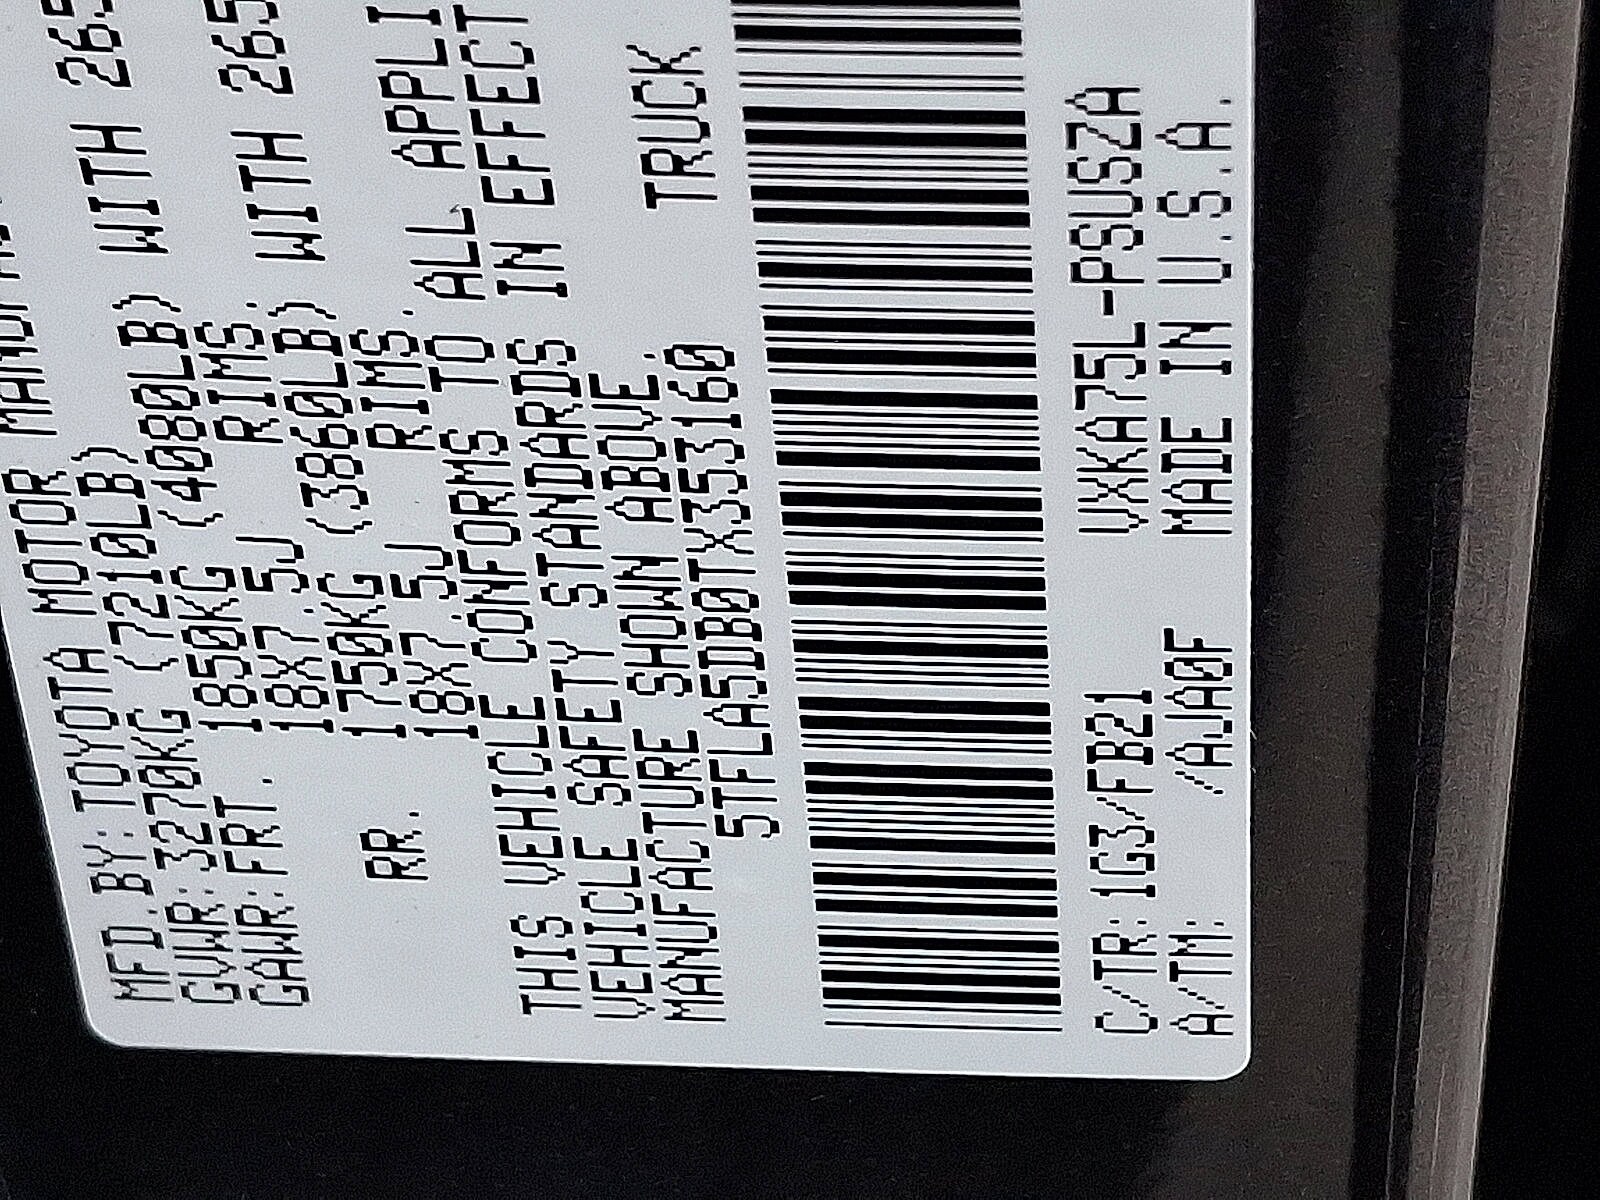 MFD.BY: TOYOTA MOTOR
GVWR: 3270KG (7210LB)
GAWR: FRT. 1850KG (4080LB) WITH 265
18X7.5J RIMS,
RR. 1750KG (3860LB) WITH 265
18X7.5J RIMS,
THIS VEHICLE CONFORMS TO ALL APPLI
VEHICLE SAFETY STANDARDS IN EFFECT
MANUFACTURE SHOWN ABOVE.
5TFLA5DB0TX353160 TRUCK
C/TR: 1G3/FB21 VXKA75L-PSUSZA
A/TM: /AJA0F MADE IN U.S.A.